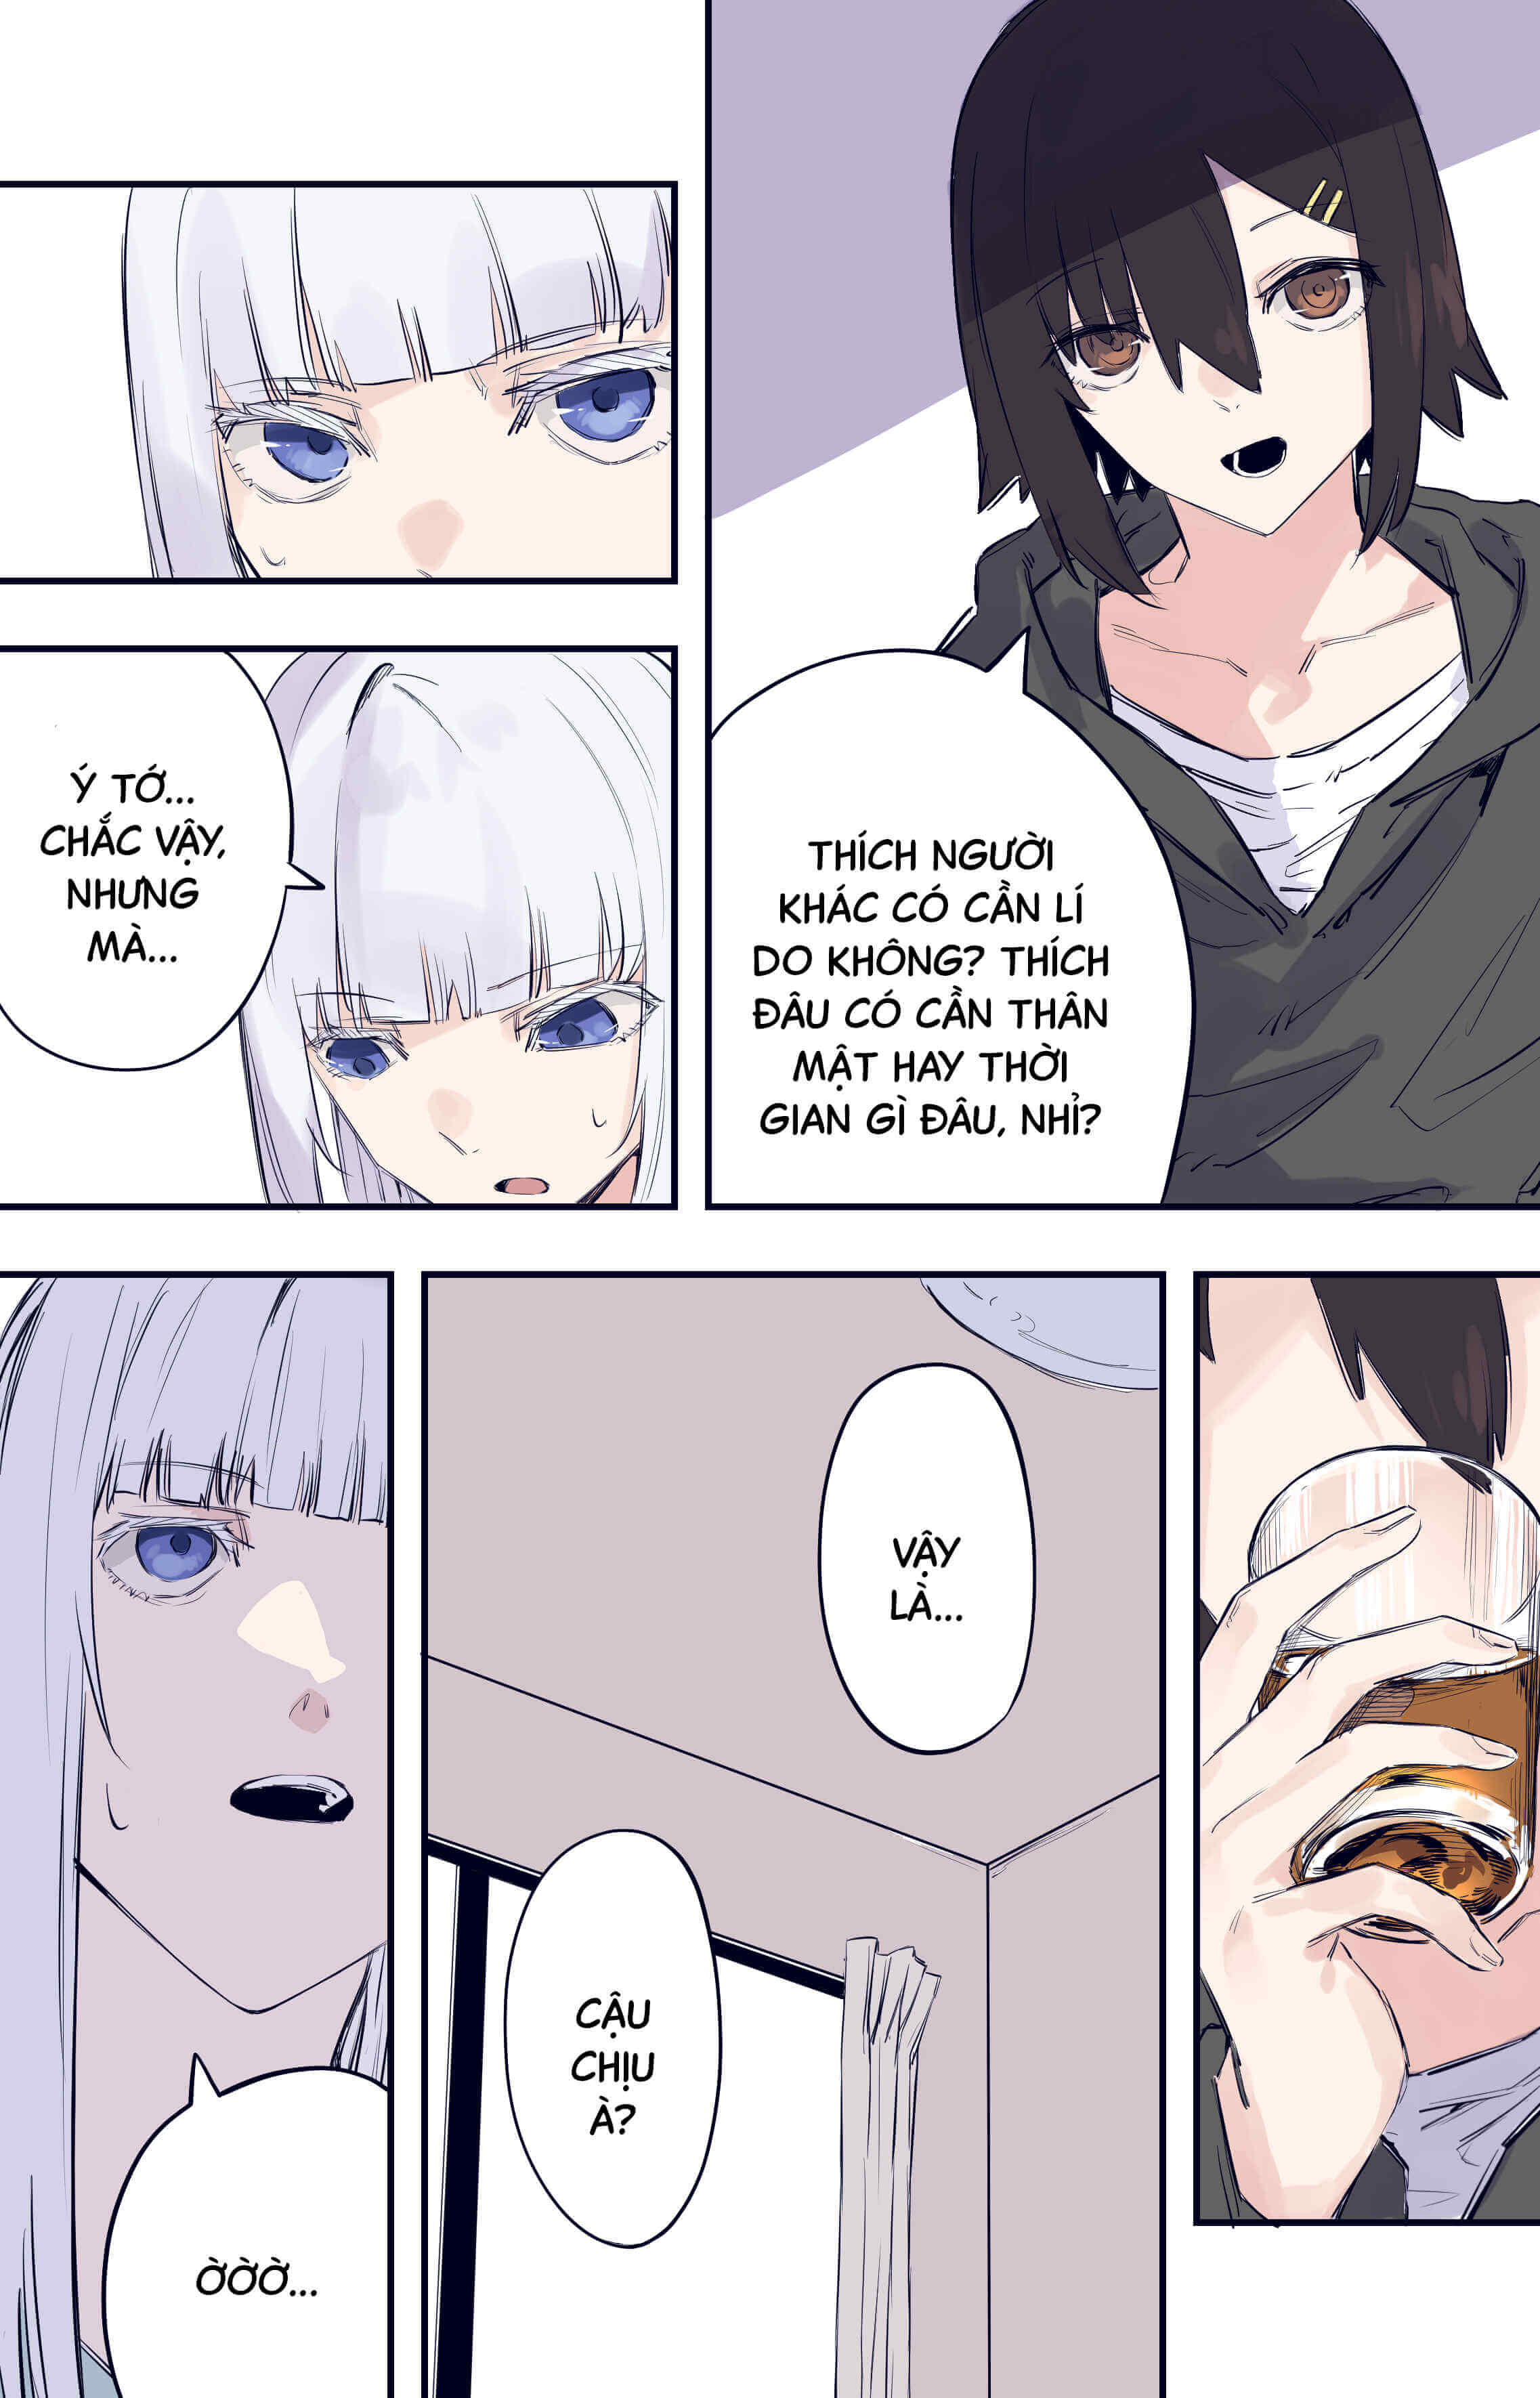 THÍCH NGƯỜI
KHÁC CÓ CẦN LÍ
DO KHÔNG? THÍCH
ĐÂU CÓ CẦN THÂN
MẬT HAY THỜI
GIAN GÌ ĐÂU, NHỈ?
Ý TỚ...
CHẮC VẬY,
NHƯNG
MÀ...
VẬY
LÀ...
CẬU
CHỊU
À?
ỜỜỜ...